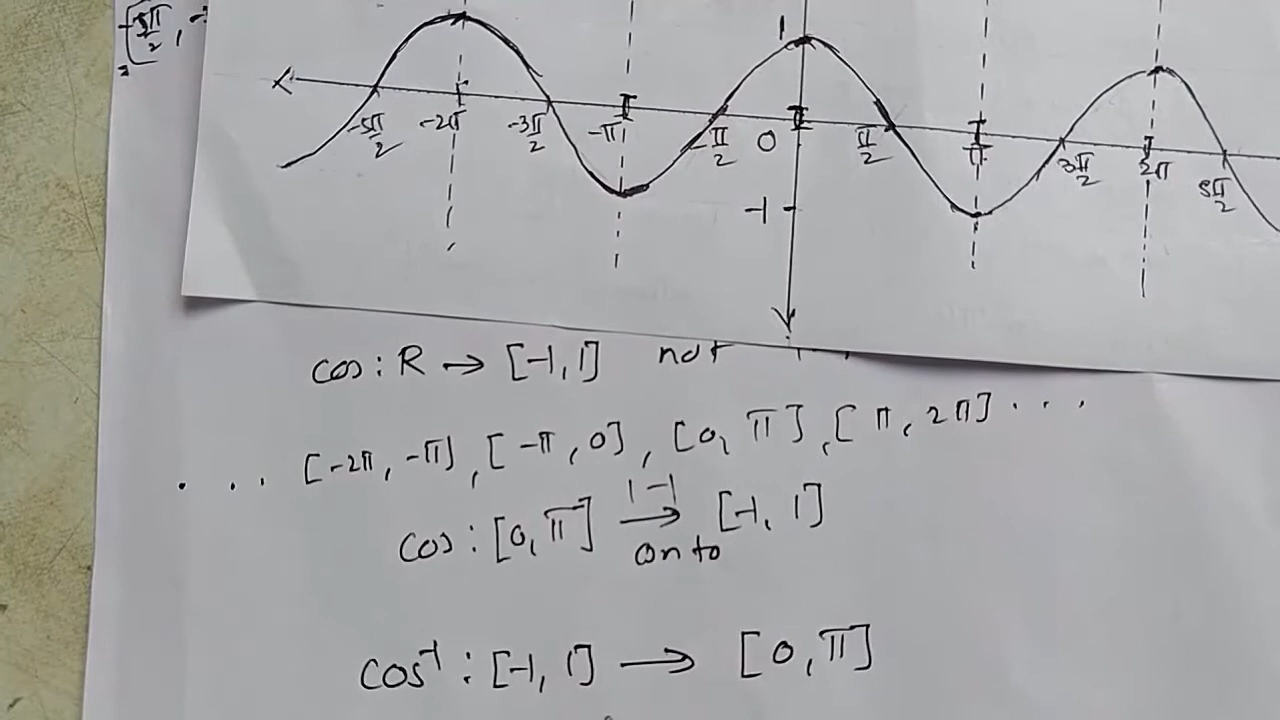 1
-5π/2 -2π -3π/2 -π -π/2 0 π/2 π 3π/2 2π 5π/2
-1
cos : R → [-1, 1] not
. . . [-2π, -π], [-π, 0], [0, π], [π, 2π] . . .
cos : [0, π] 1-1 → onto [-1, 1]
cos⁻¹ : [-1, 1] → [0, π]